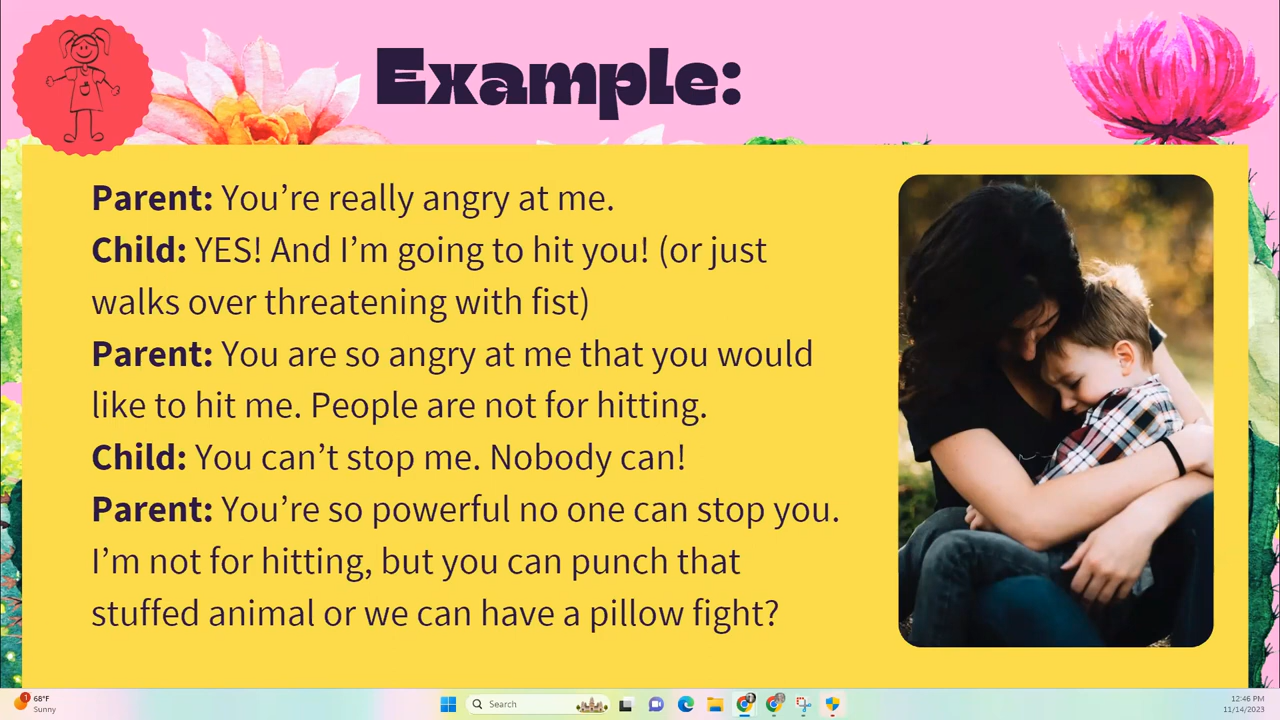 Example:
Parent: You’re really angry at me.
Child: YES! And I’m going to hit you! (or just
walks over threatening with fist)
Parent: You are so angry at me that you would
like to hit me. People are not for hitting.
Child: You can’t stop me. Nobody can!
Parent: You’re so powerful no one can stop you.
I’m not for hitting, but you can punch that
stuffed animal or we can have a pillow fight?
1
68°F
Sunny
Search
12:46 PM
11/14/2023